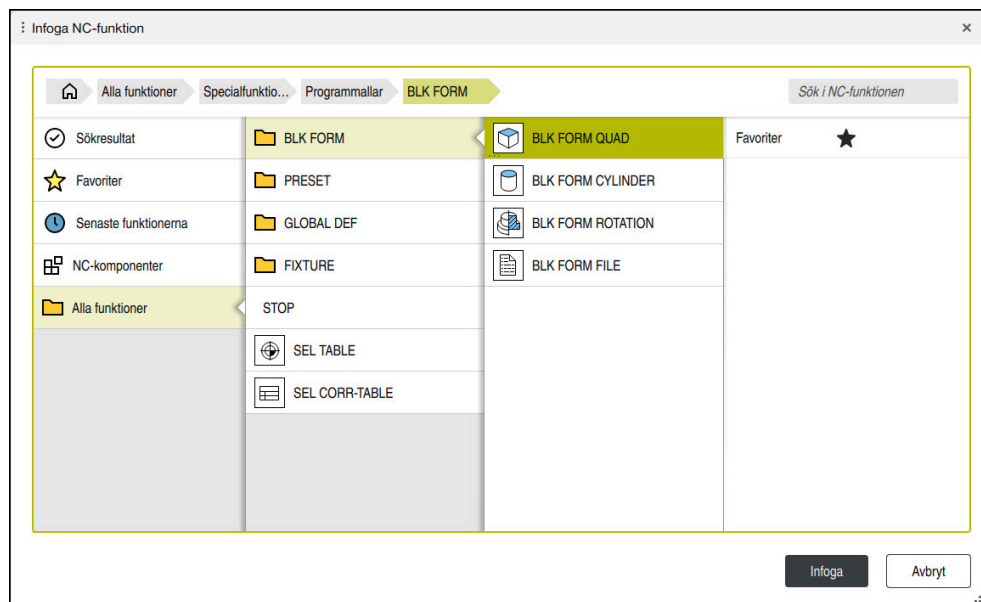 Infoga NC-funktion
Alla funktioner
Specialfunktio...
Programmallar
BLK FORM
Sök i NC-funktionen
Sökresultat
Favoriter
Senaste funktionerna
NC-komponenter
Alla funktioner
BLK FORM
PRESET
GLOBAL DEF
FIXTURE
STOP
SEL TABLE
SEL CORR-TABLE
BLK FORM QUAD
BLK FORM CYLINDER
BLK FORM ROTATION
BLK FORM FILE
Favoriter
Infoga
Avbryt